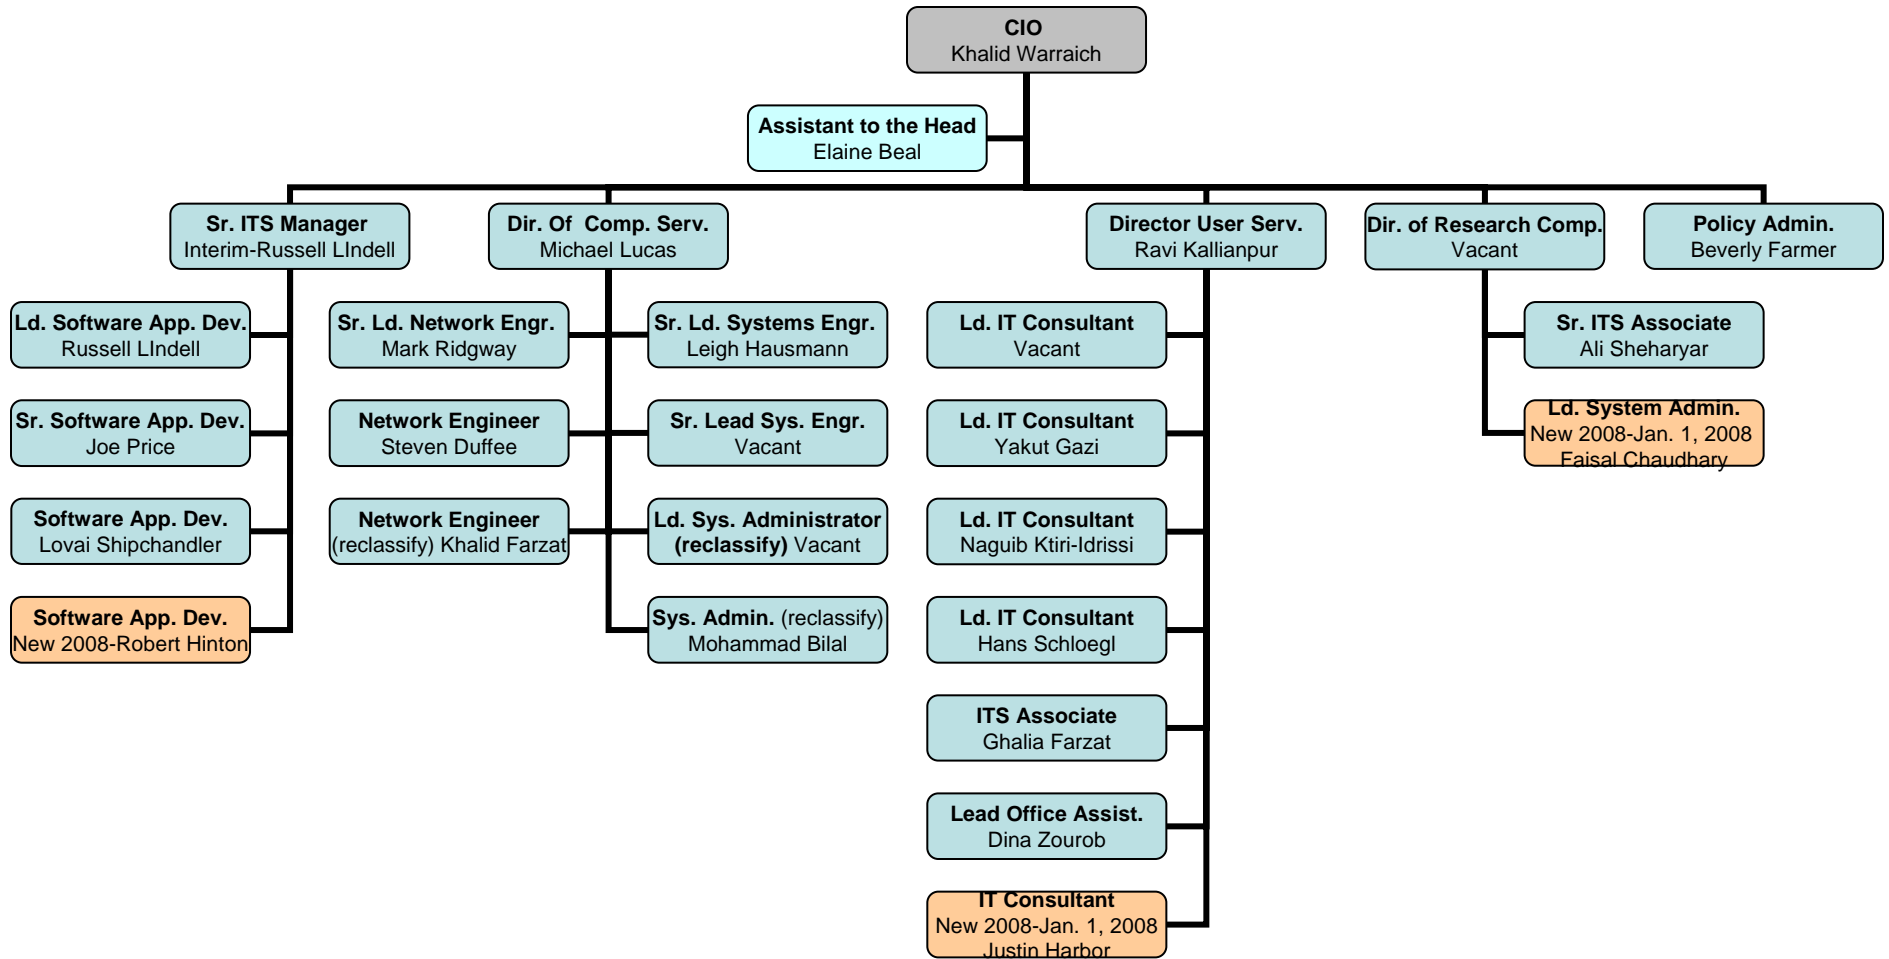 CIO
Khalid Warraich
Assistant to the Head
Elaine Beal
Sr. ITS Manager
Interim-Russell LIndell
Dir. Of  Comp. Serv.
Michael Lucas
Director User Serv.
Ravi Kallianpur
Dir. of Research Comp.
Vacant
Policy Admin.
Beverly Farmer
Ld. Software App. Dev.
Russell LIndell
Sr. Software App. Dev.
Joe Price
Software App. Dev.
Lovai Shipchandler
Software App. Dev.
New 2008-Robert Hinton
Sr. Ld. Network Engr.
Mark Ridgway
Network Engineer
Steven Duffee
Network Engineer
(reclassify) Khalid Farzat
Sr. Ld. Systems Engr.
Leigh Hausmann
Sr. Lead Sys. Engr.
Vacant
Ld. Sys. Administrator
(reclassify) Vacant
Sys. Admin. (reclassify)
Mohammad Bilal
Ld. IT Consultant
Vacant
Ld. IT Consultant
Yakut Gazi
Ld. IT Consultant
Naguib Ktiri-Idrissi
Ld. IT Consultant
Hans Schloegl
ITS Associate
Ghalia Farzat
Lead Office Assist.
Dina Zourob
IT Consultant
New 2008-Jan. 1, 2008
Justin Harbor
Sr. ITS Associate
Ali Sheharyar
Ld. System Admin.
New 2008-Jan. 1, 2008
Faisal Chaudhary